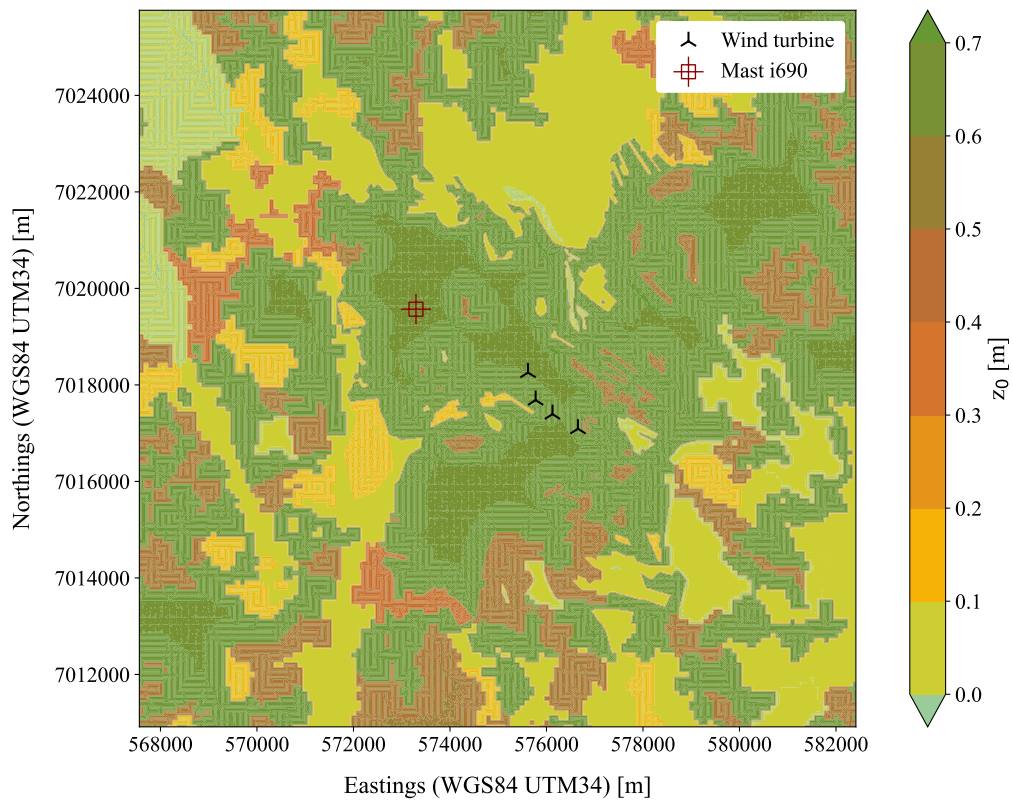 Wind turbine
Mast i690
7024000
7022000
7020000
7018000
7016000
7014000
7012000
Northings (WGS84 UTM34) [m]
568000 570000 572000 574000 576000 578000 580000 582000
Eastings (WGS84 UTM34) [m]
0.7
0.6
0.5
0.4
0.3
0.2
0.1
0.0
z0 [m]